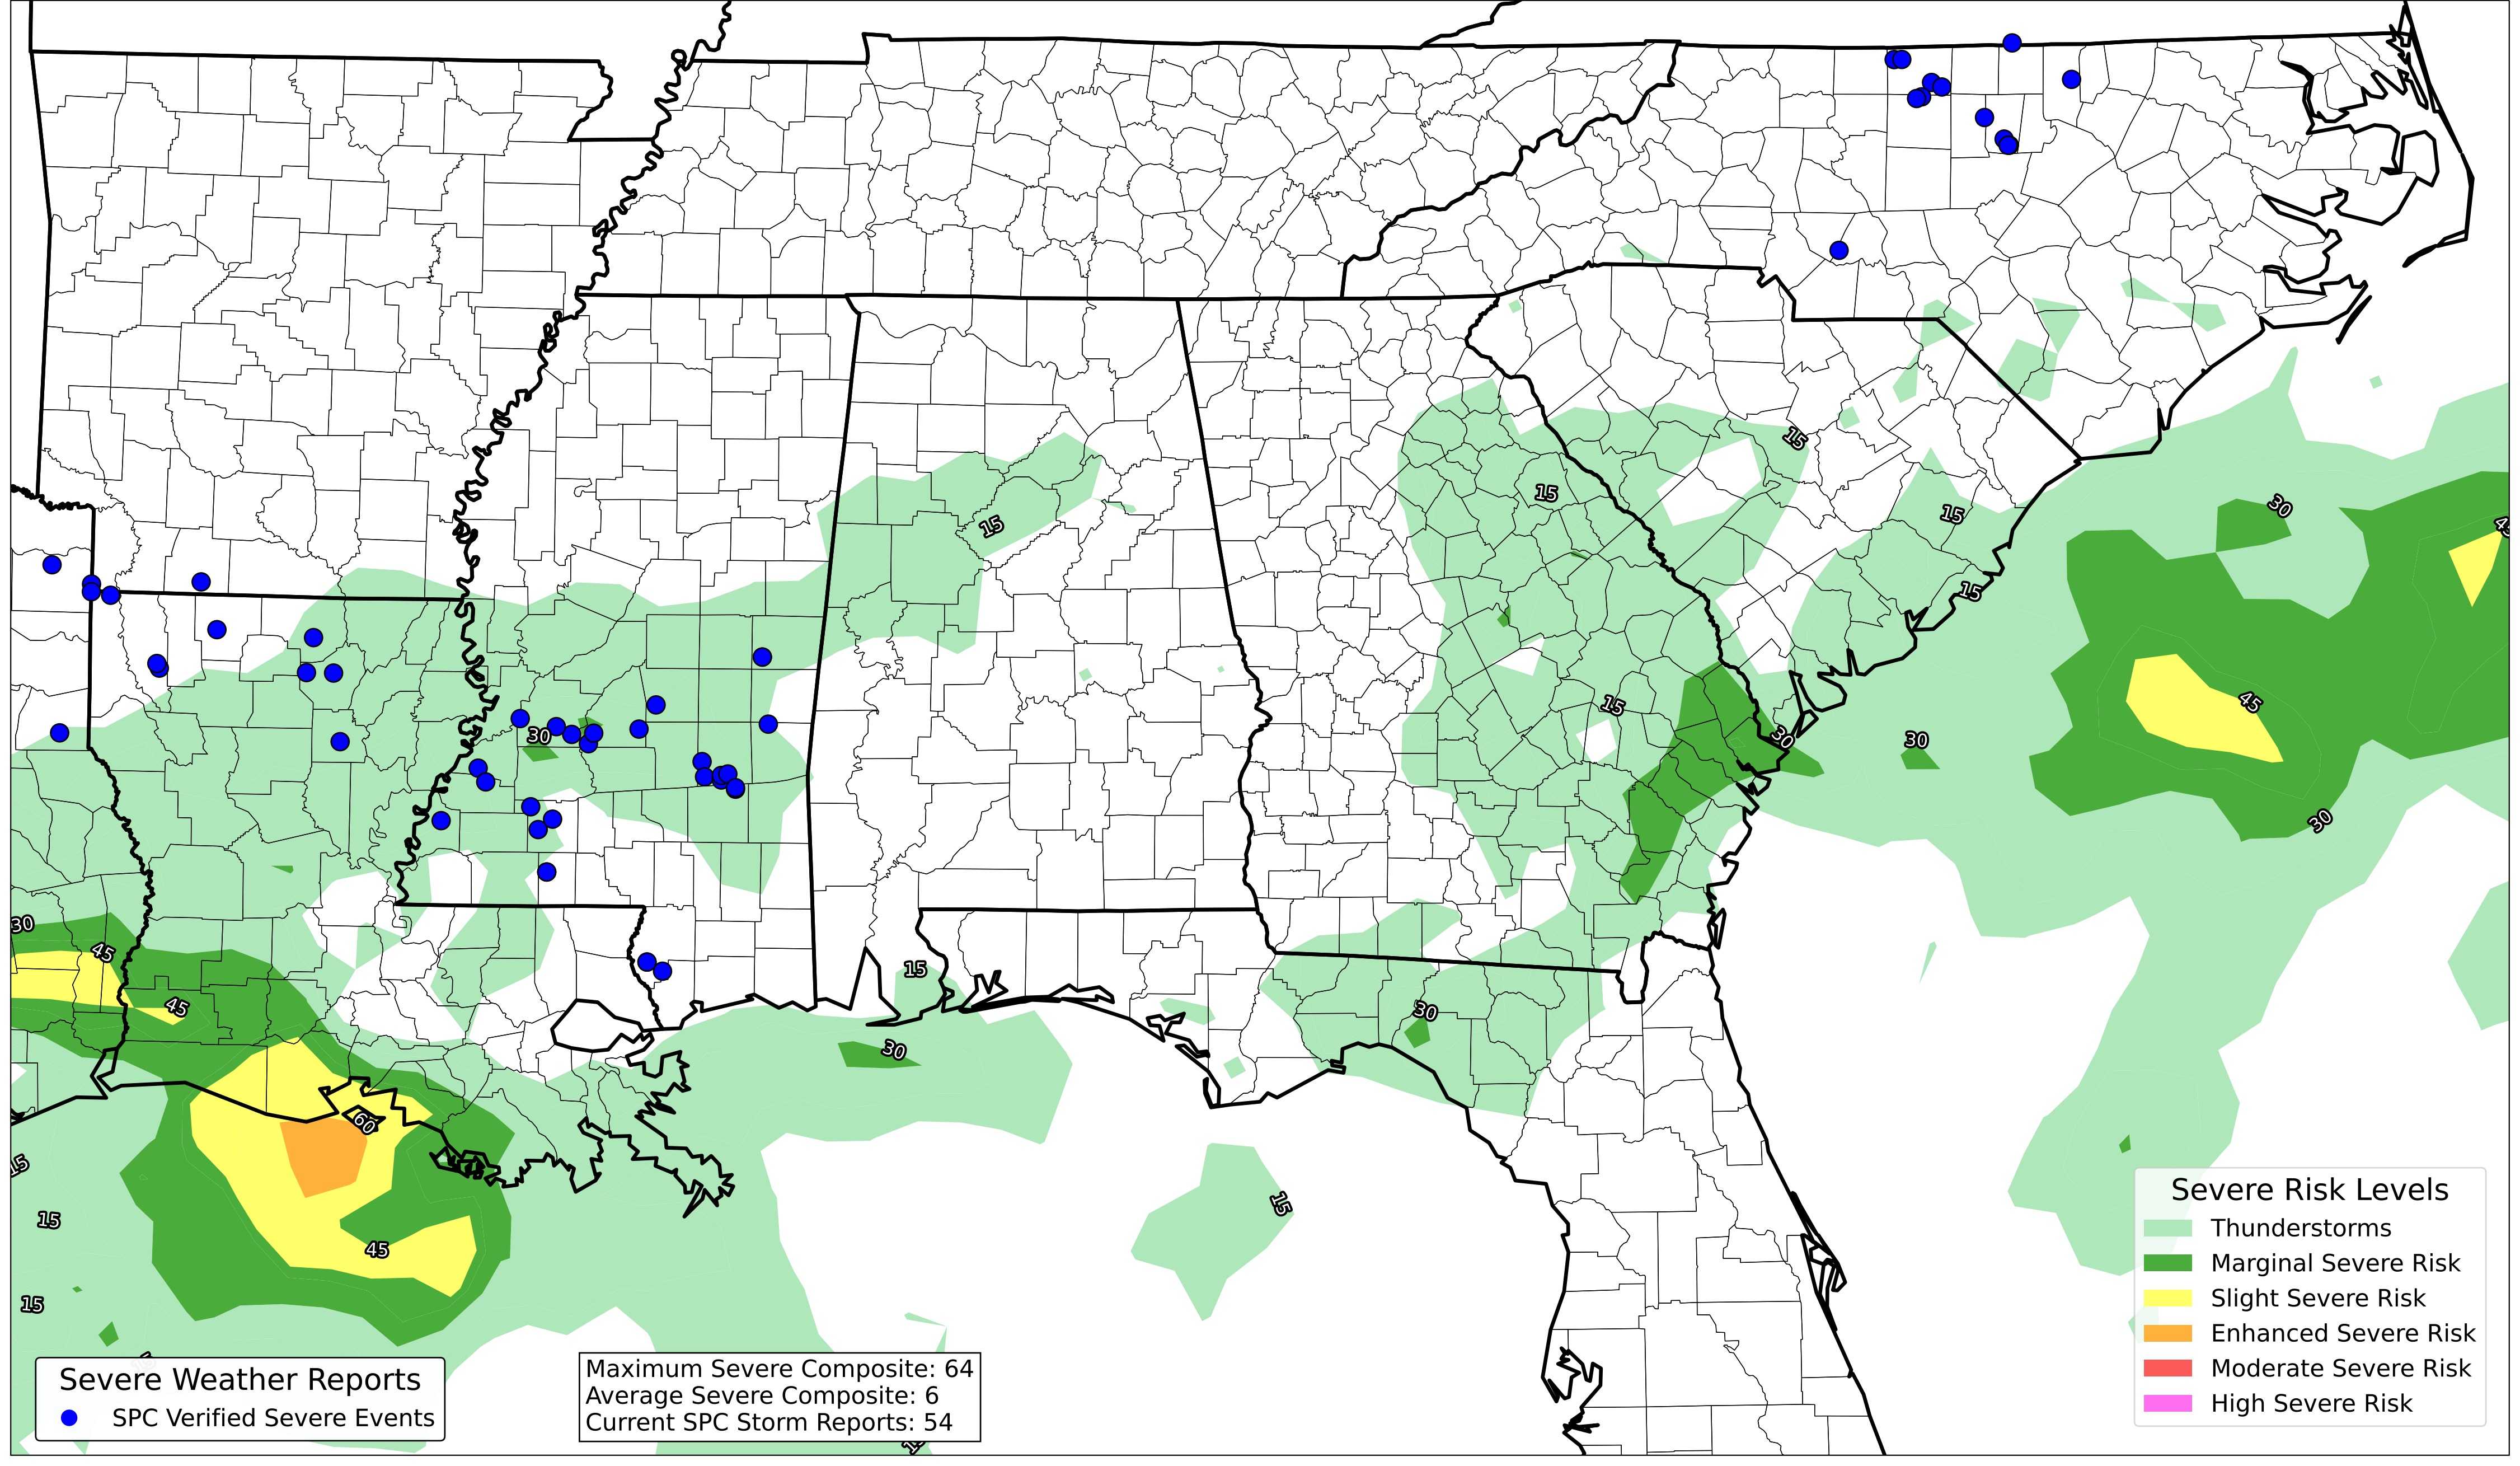 15
15
30
15
45
15
15
30
15
30
30
30
45
30
45
15
45
30
30
30
60
15
15
15
45
15
Severe Risk Levels
Thunderstorms
Marginal Severe Risk
Slight Severe Risk
Enhanced Severe Risk
Moderate Severe Risk
High Severe Risk
Severe Weather Reports
SPC Verified Severe Events
Maximum Severe Composite: 64
Average Severe Composite: 6
Current SPC Storm Reports: 54